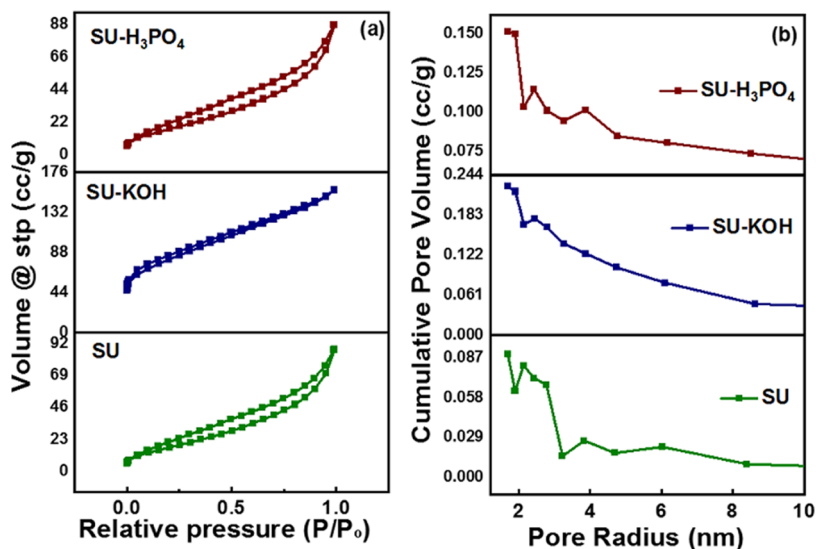 (a)
SU-H₃PO₄
88
66
44
22
0
176
SU-KOH
132
88
44
0
92
SU
69
46
23
0
0.0 0.5 1.0
Volume @ stp (cc/g)
Relative pressure (P/Pₒ)
(b)
0.150
SU-H₃PO₄
0.125
0.100
0.075
0.244
SU-KOH
0.183
0.122
0.061
0.000
0.087
SU
0.058
0.029
0.000
2 4 6 8 10
Cumulative Pore Volume (cc/g)
Pore Radius (nm)